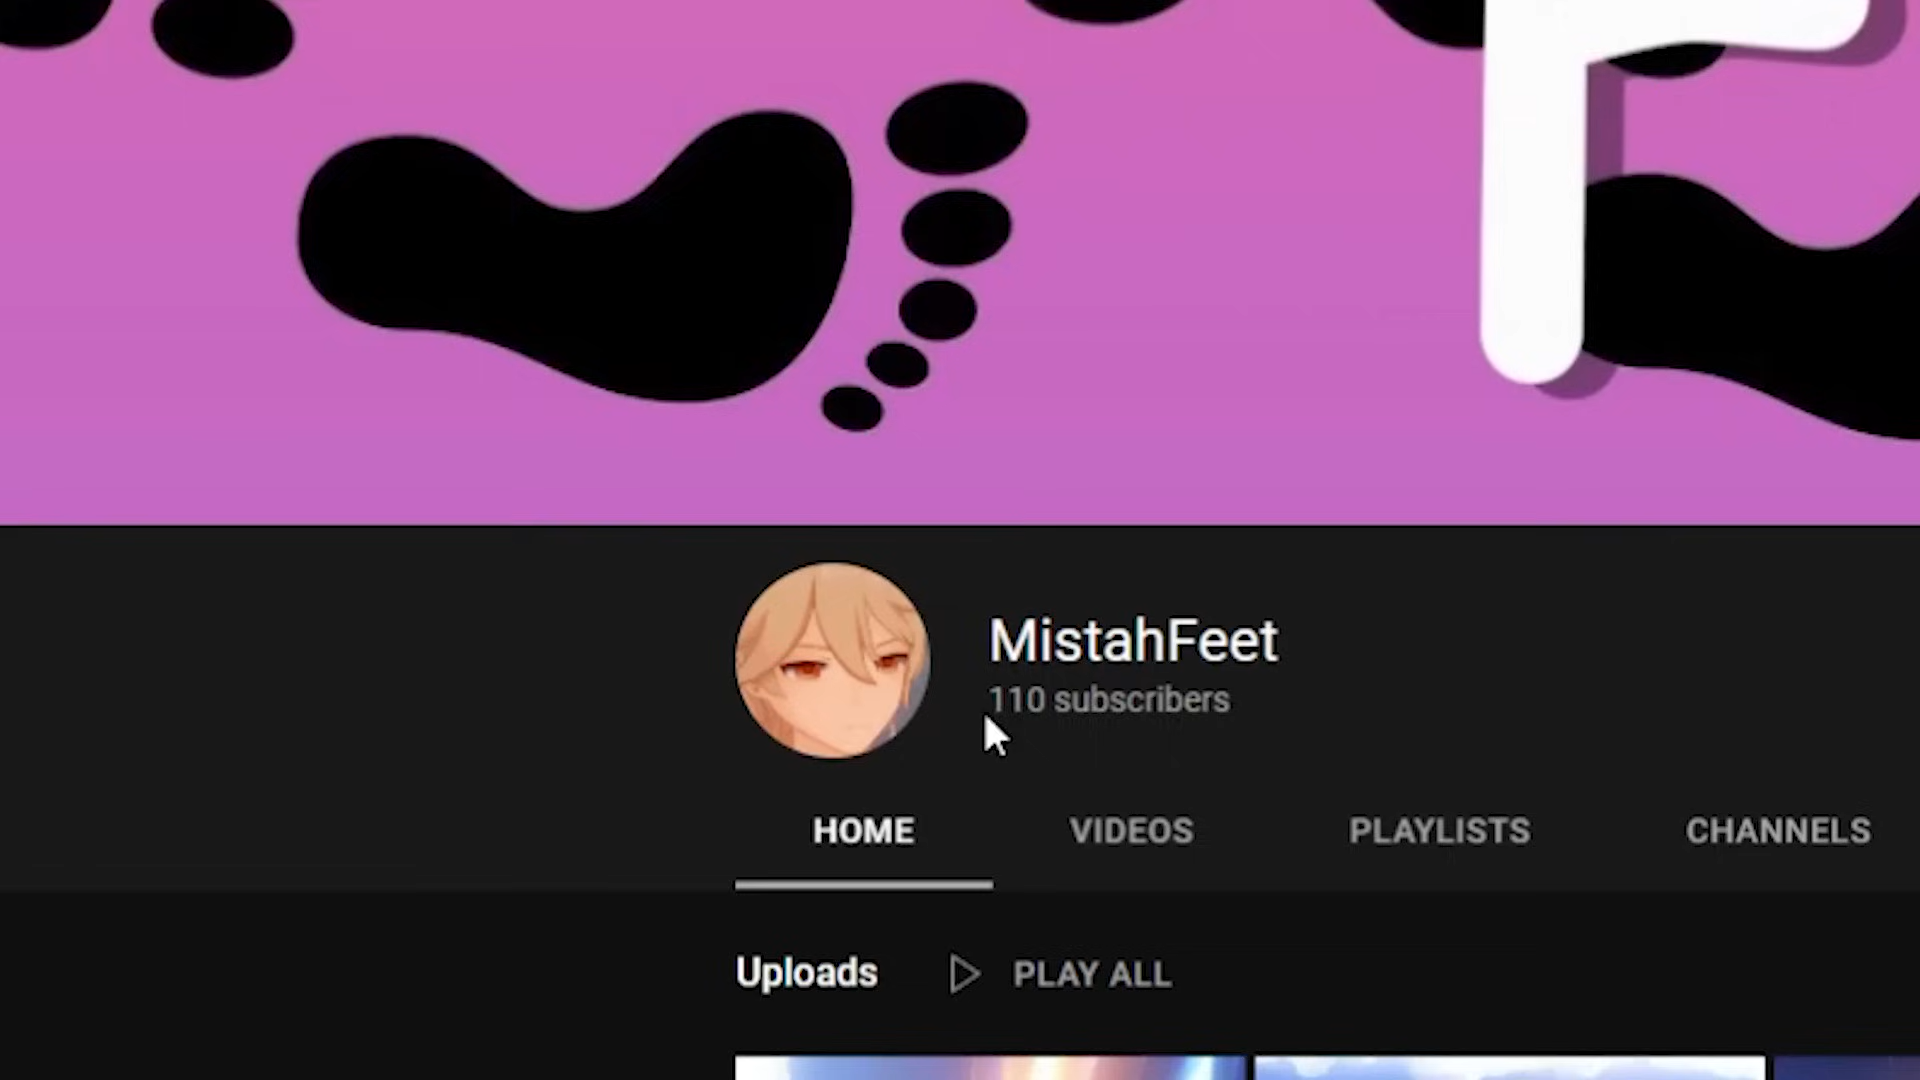 F
MistahFeet
110 subscribers
HOME VIDEOS PLAYLISTS CHANNELS
Uploads PLAY ALL